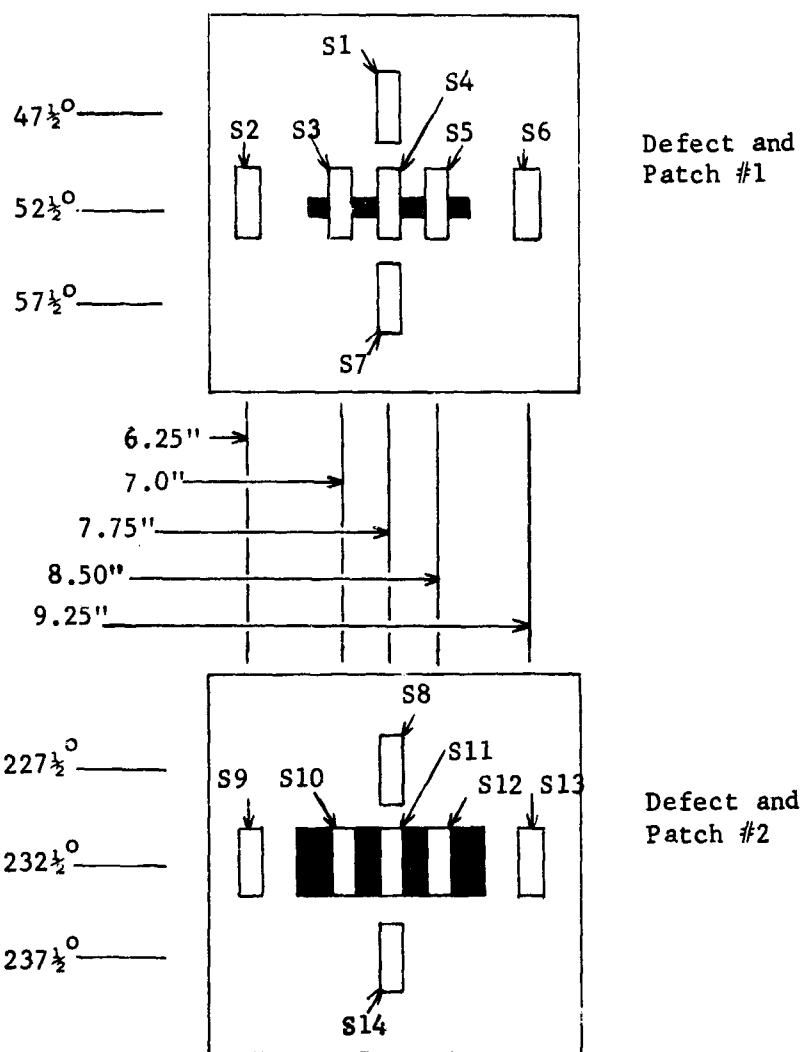 S1
S4
47½°
S2 S3 S5 S6
Defect and
Patch #1
52½°
57½°
S7
6.25"
7.0"
7.75"
8.50"
9.25"
S8
227½°
S11
S9 S10 S12 S13
Defect and
Patch #2
232½°
237½°
S14